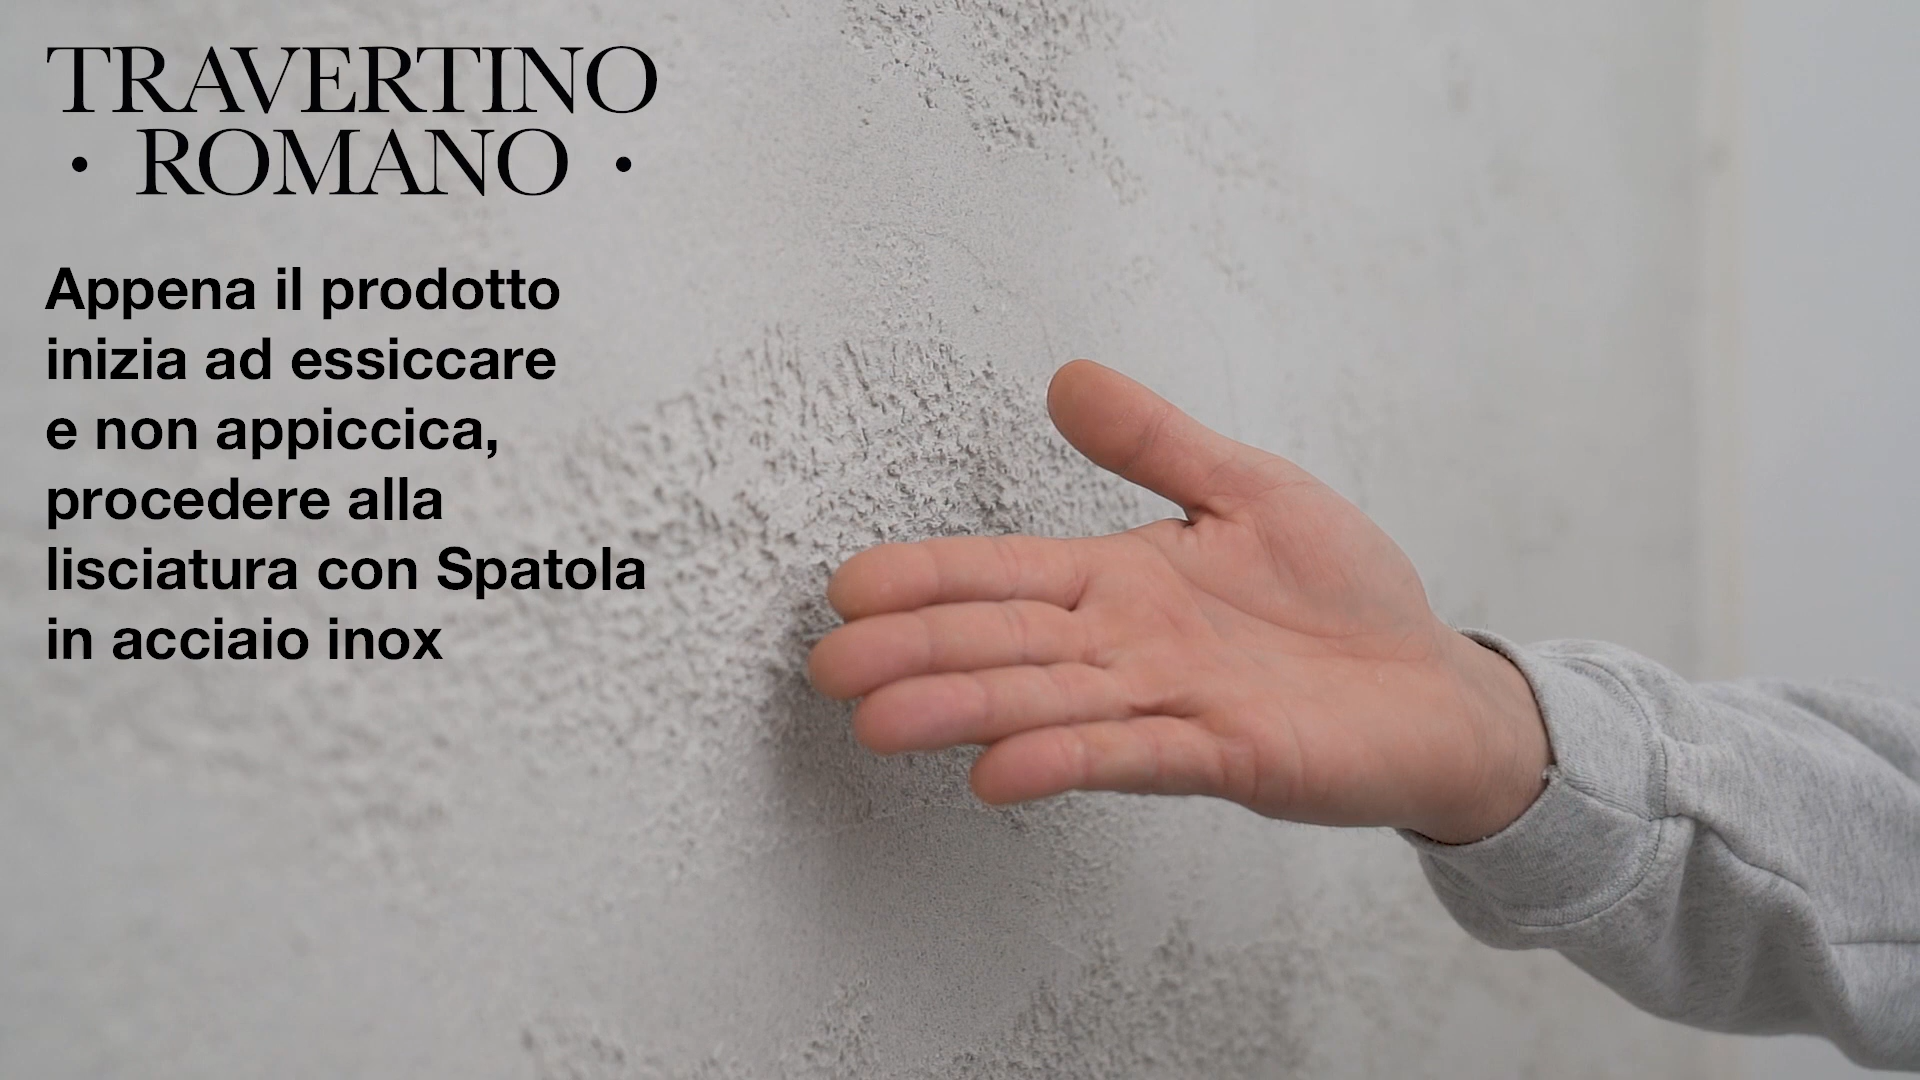 TRAVERTINO
• ROMANO •
Appena il prodotto
inizia ad essiccare
e non appiccica,
procedere alla
lisciatura con Spatola
in acciaio inox